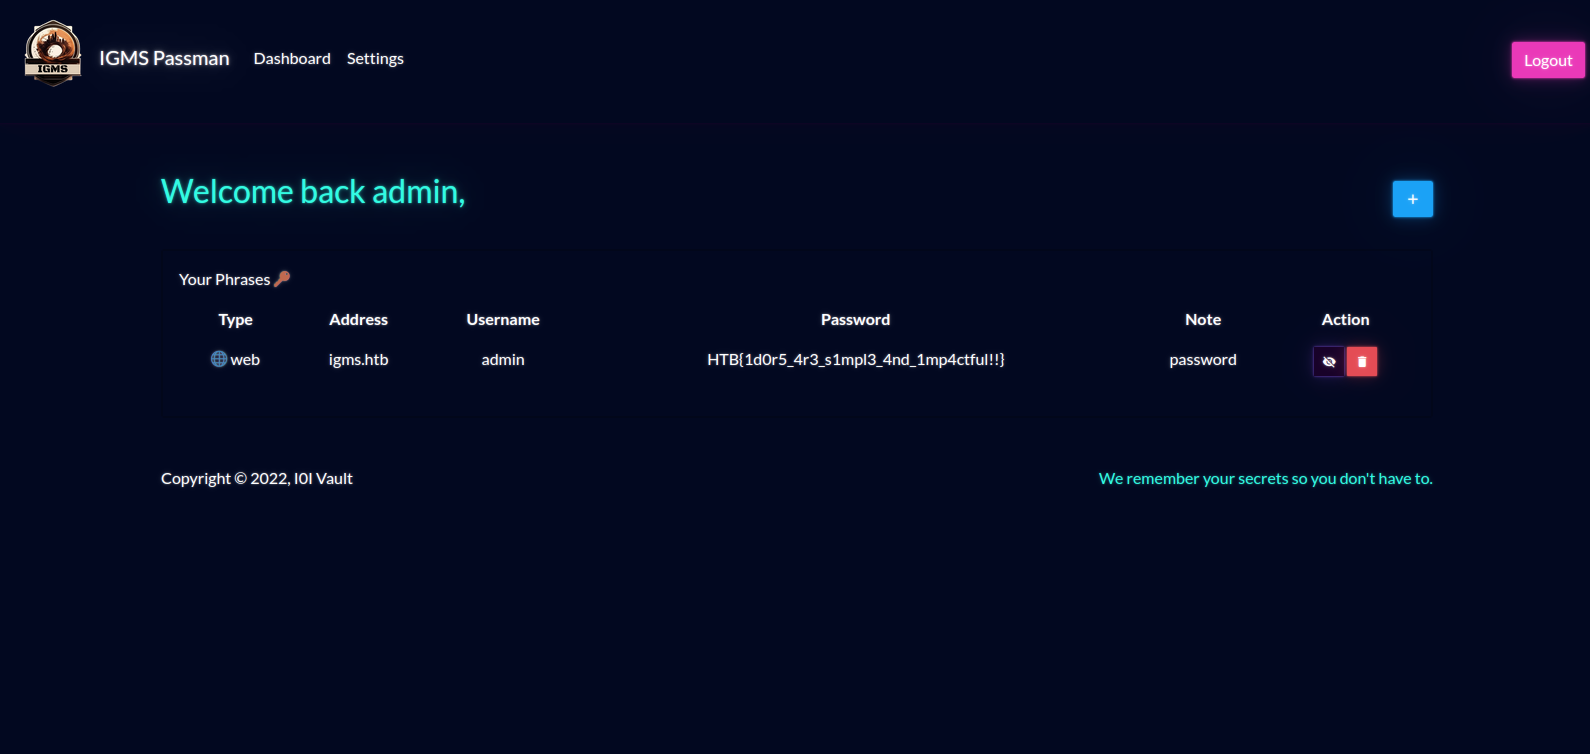 IGMS
IGMS Passman Dashboard Settings Logout
Welcome back admin,
+
Your Phrases
Type Address Username Password Note Action
web igms.htb admin HTB{1d0r5_4r3_s1mpl3_4nd_1mp4ctful!!} password
Copyright © 2022, I0I Vault We remember your secrets so you don't have to.